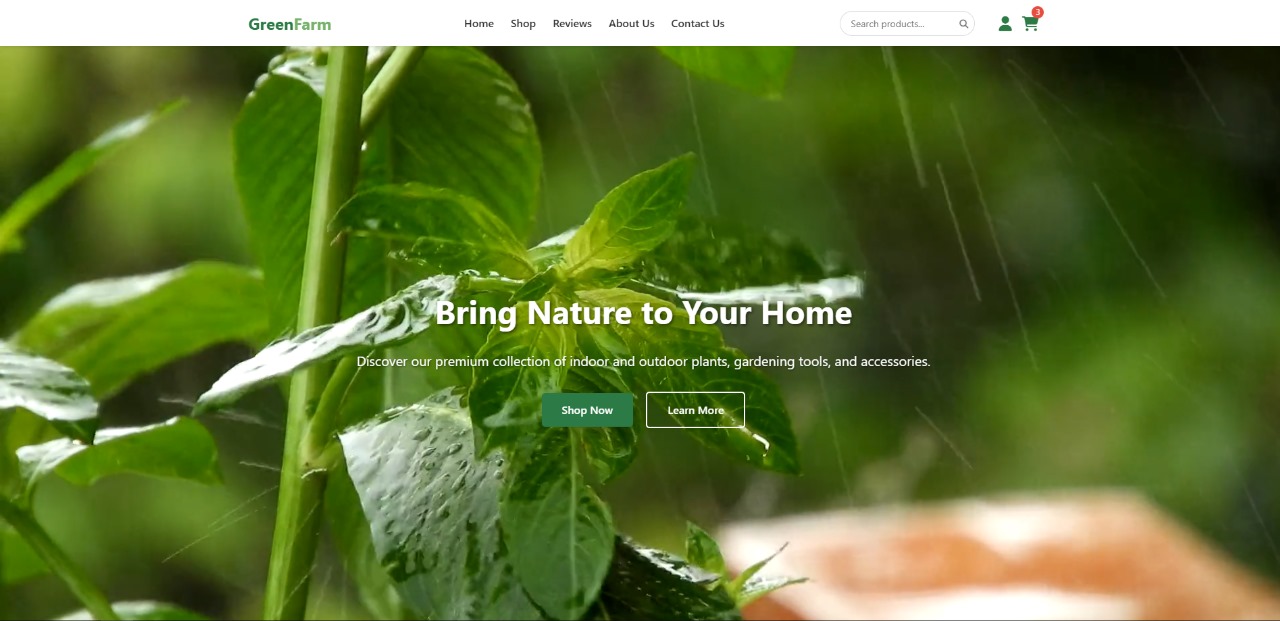 GreenFarm
Home Shop Reviews About Us Contact Us
Search products...
3
Bring Nature to Your Home
Discover our premium collection of indoor and outdoor plants, gardening tools, and accessories.
Shop Now
Learn More